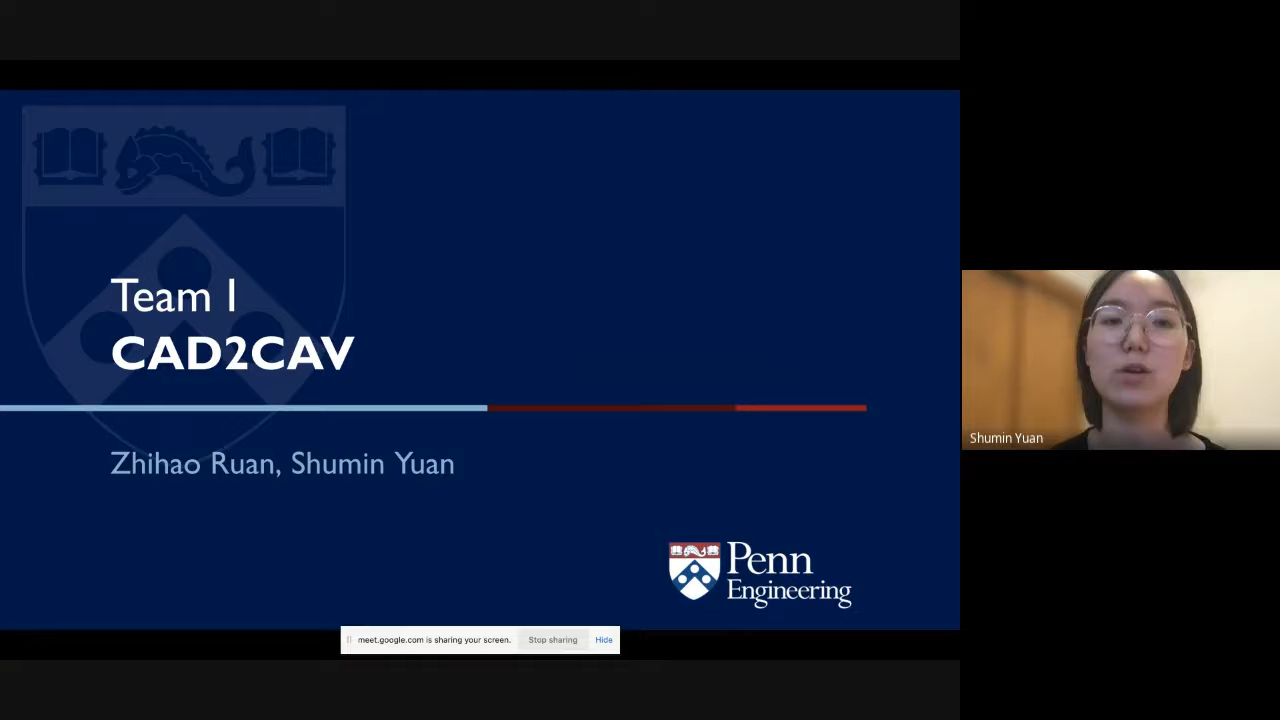 Team 1
CAD2CAV
Zhihao Ruan, Shumin Yuan
Penn
Engineering
meet.google.com is sharing your screen. Stop sharing Hide
Shumin Yuan